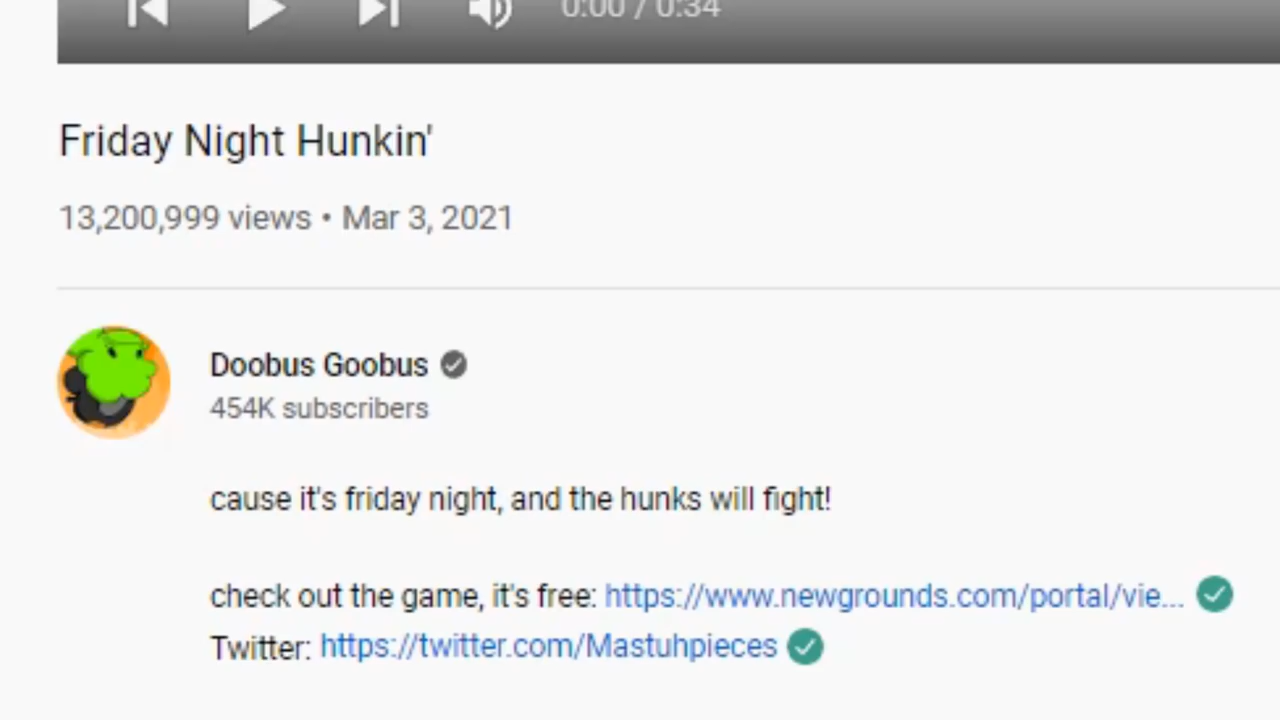 0:00 / 0:34
Friday Night Hunkin'
13,200,999 views • Mar 3, 2021
Doobus Goobus
454K subscribers
cause it's friday night, and the hunks will fight!
check out the game, it's free: https://www.newgrounds.com/portal/vie...
Twitter: https://twitter.com/Mastuhpieces